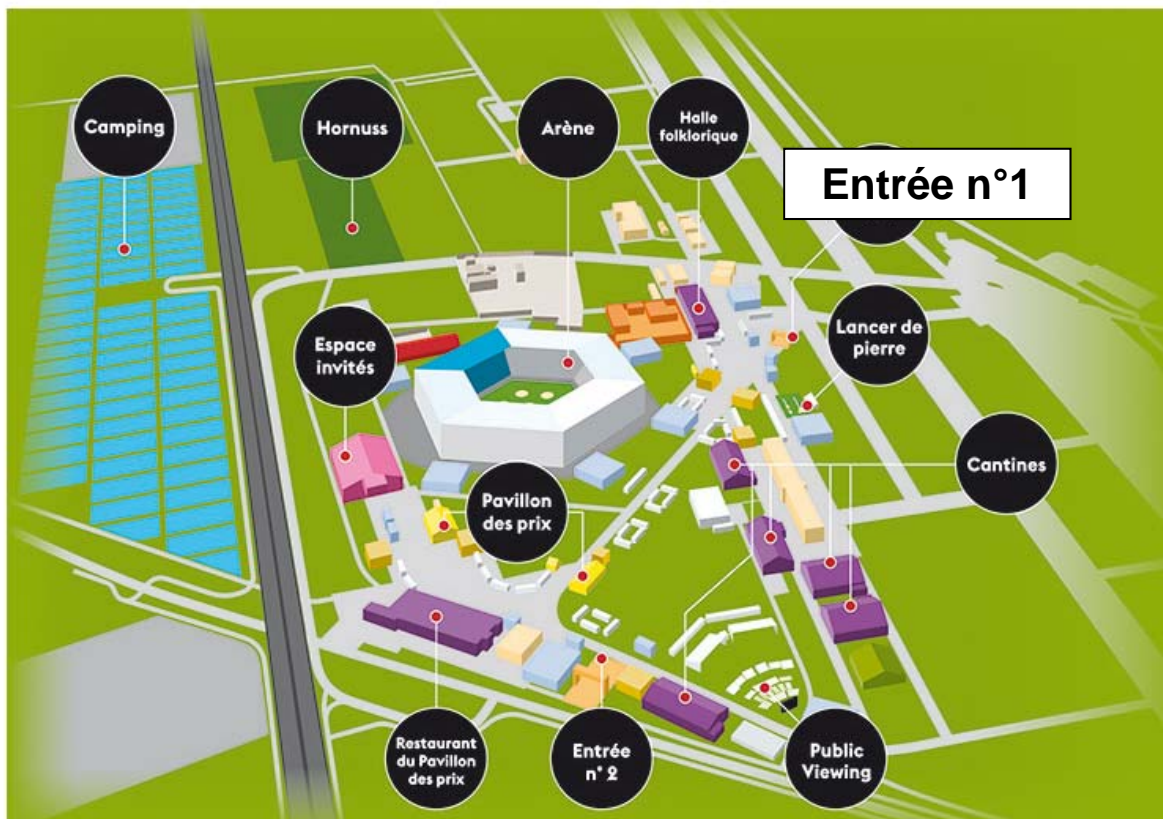 Camping
Hornuss
Arène
Halle
folklorique
Entrée n°1
Espace
invités
Lancer de
pierre
Cantines
Pavillon
des prix
Restaurant
du Pavillon
des prix
Entrée
n° 2
Public
Viewing